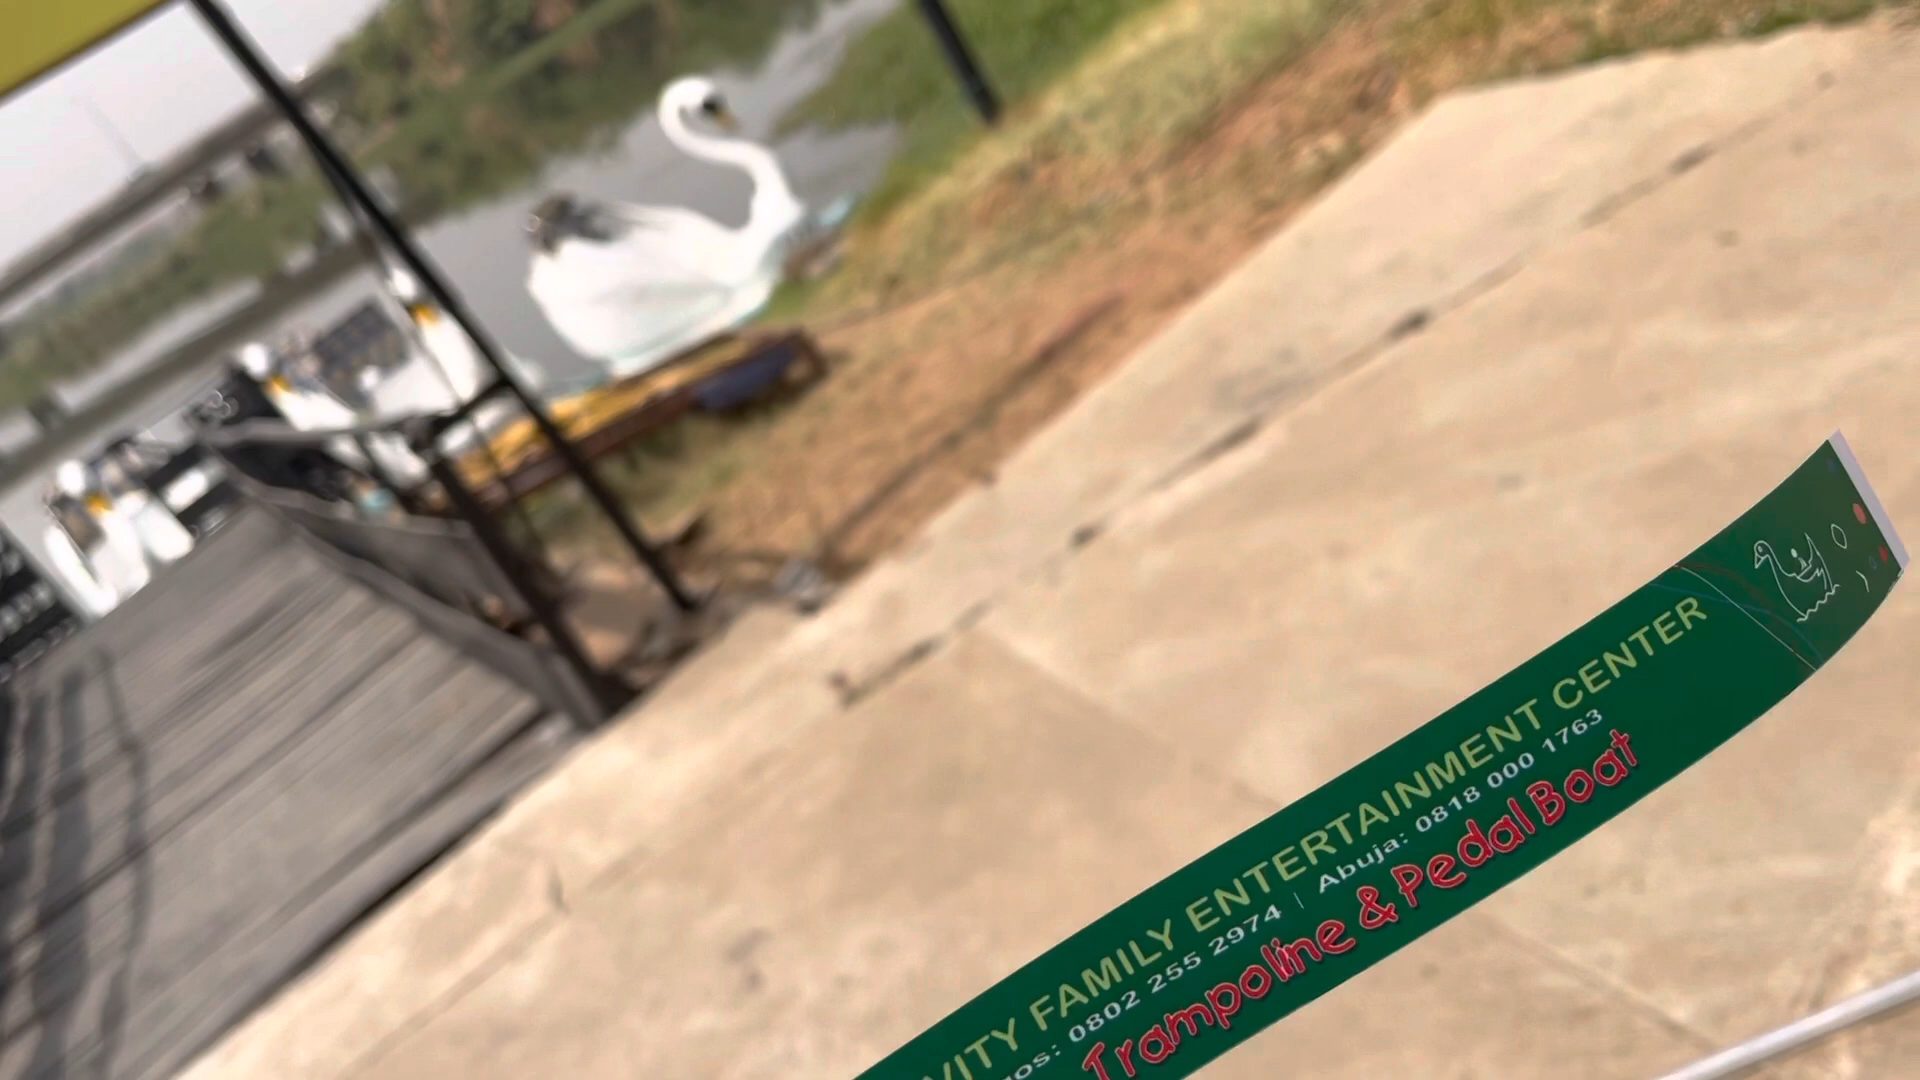 VITY FAMILY ENTERTAINMENT CENTER
os: 0802 255 2974 | Abuja: 0818 000 1763
Trampoline & Pedal Boat